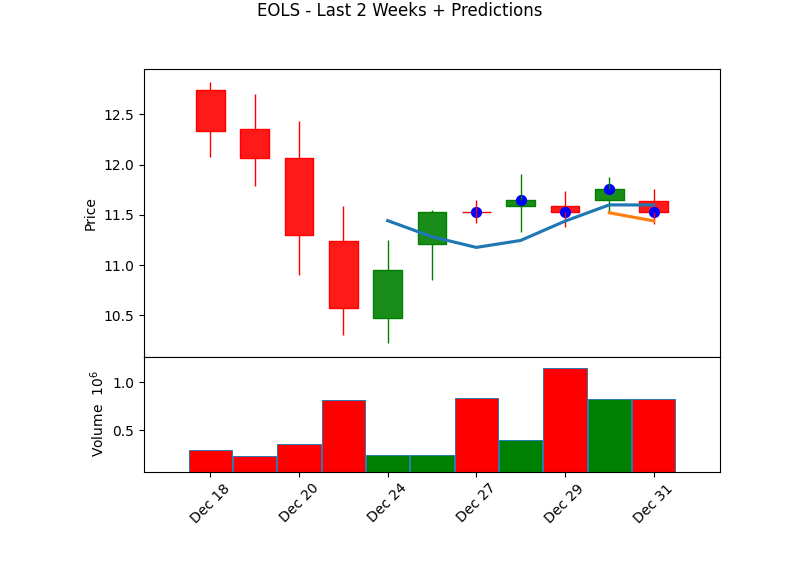 EOLS - Last 2 Weeks + Predictions
Price
12.5
12.0
11.5
11.0
10.5
Volume 10^6
1.0
0.5
Dec 18
Dec 20
Dec 24
Dec 27
Dec 29
Dec 31